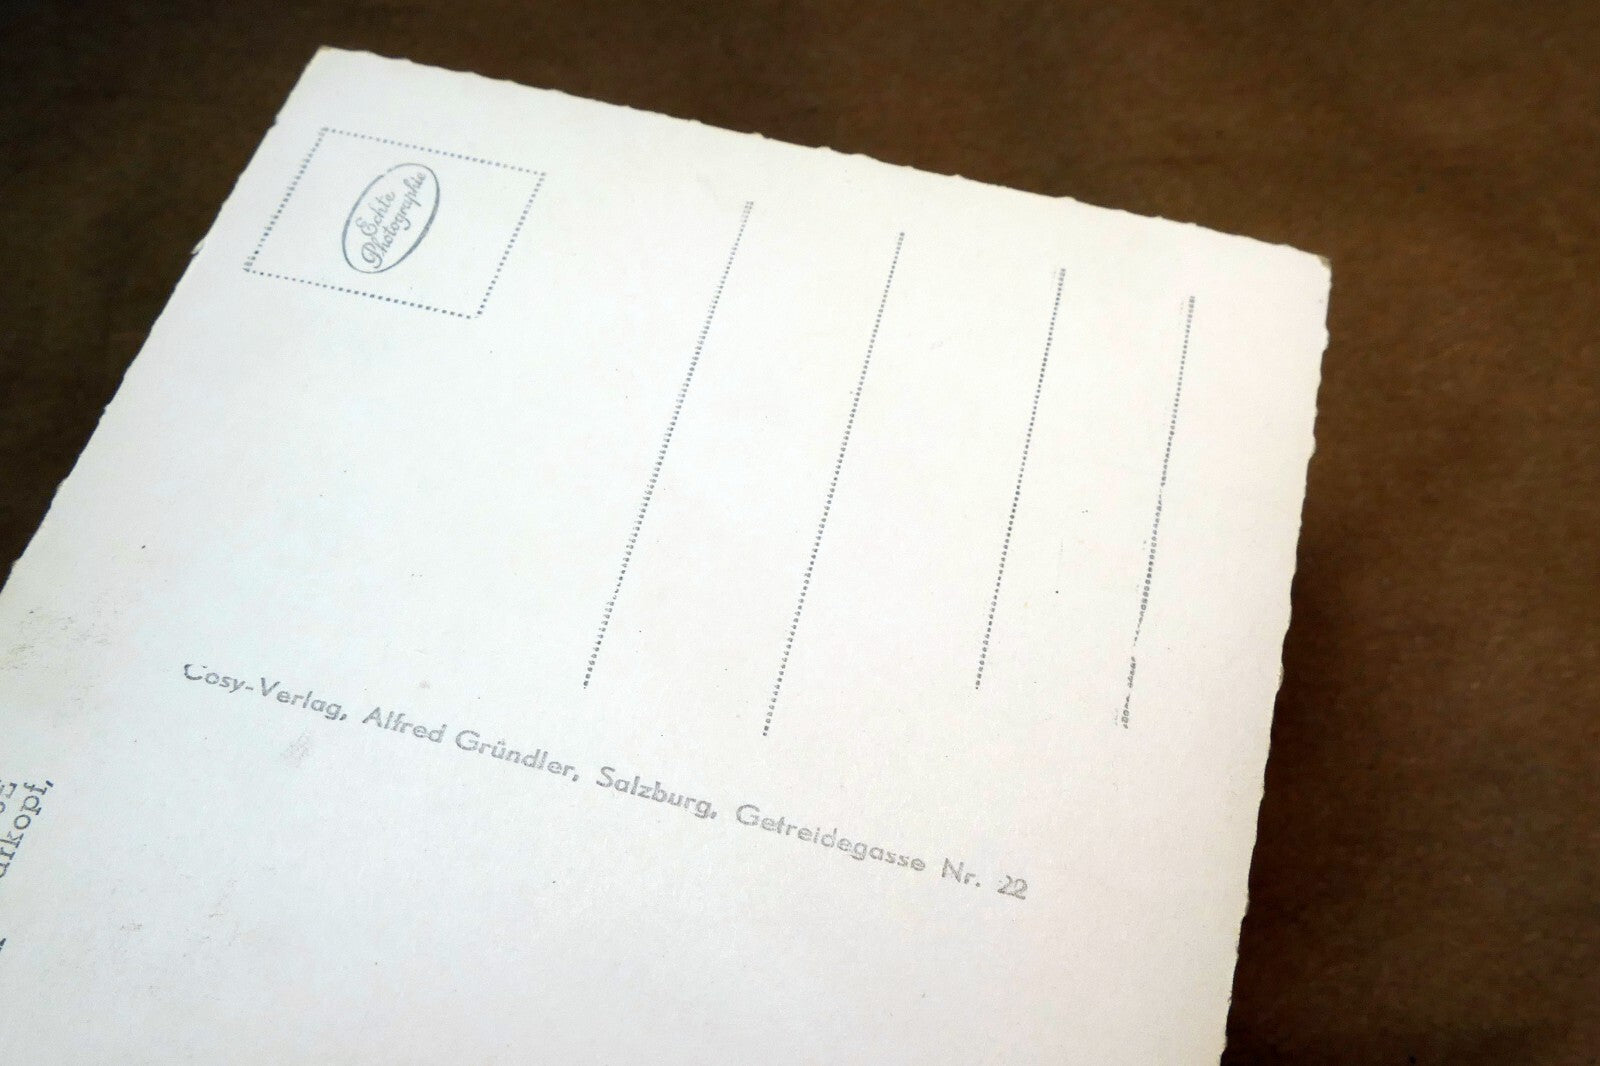 Echte
Photographie
Cosy-Verlag, Alfred Gründler, Salzburg, Getreidegasse Nr. 22